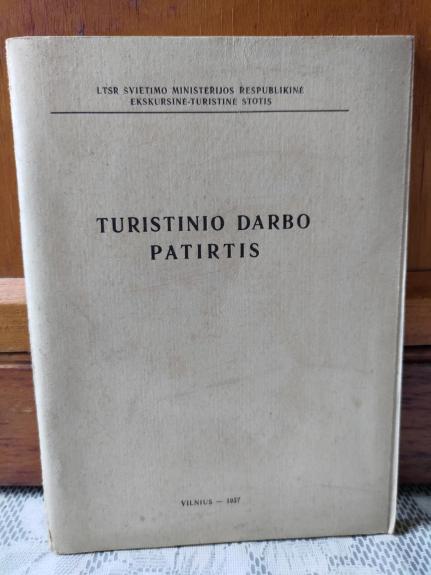 LTSR ŠVIETIMO MINISTERIJOS RESPUBLIKINĖ
EKSKURSINĖ-TURISTINĖ STOTIS
TURISTINIO DARBO
PATIRTIS
VILNIUS — 1957